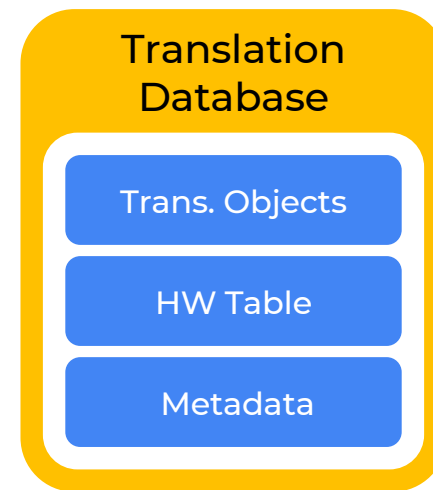 Translation
Database
Trans. Objects
HW Table
Metadata